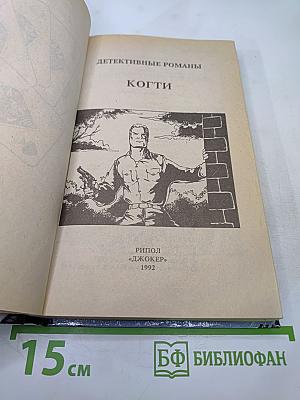 ДЕТЕКТИВНЫЕ РОМАНЫ
КОГТИ
РИПОЛ
«ДЖОКЕР»
1992
15 см
БФ БИБЛИОФАН